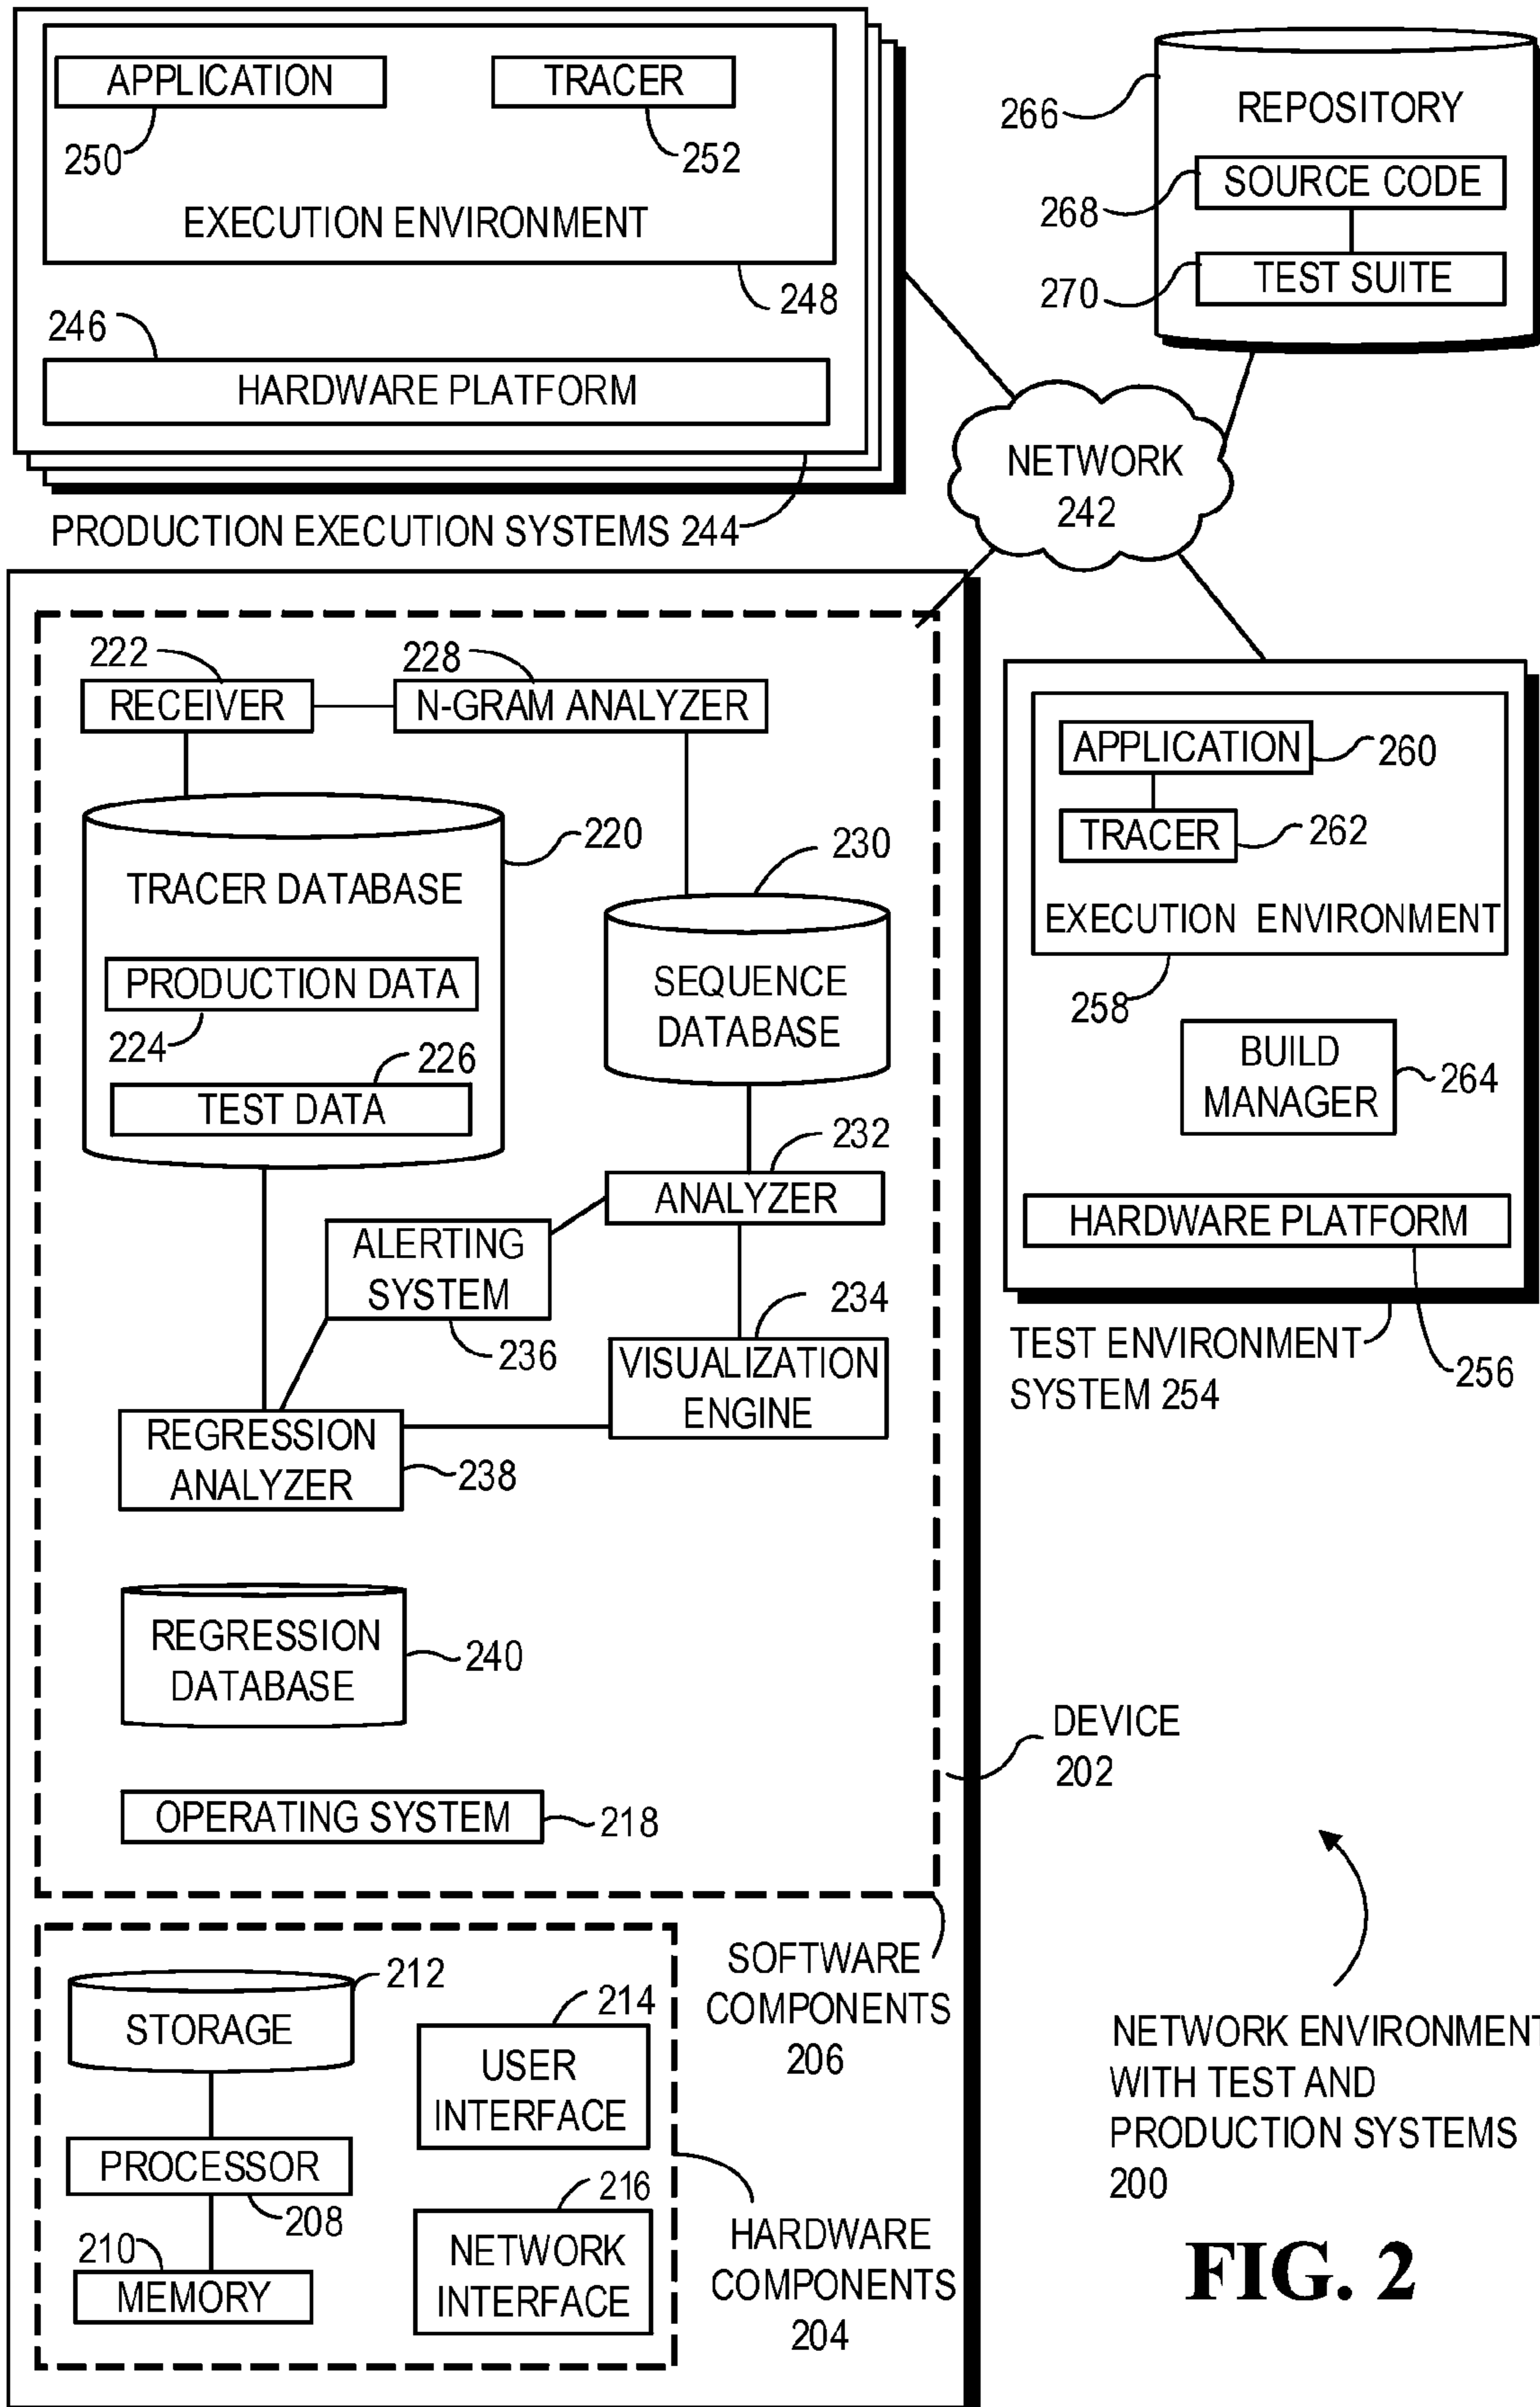 APPLICATION
TRACER
250
252
EXECUTION ENVIRONMENT
248
246
HARDWARE PLATFORM
PRODUCTION EXECUTION SYSTEMS 244
266
REPOSITORY
SOURCE CODE
268
TEST SUITE
270
NETWORK
242
222
228
RECEIVER
N-GRAM ANALYZER
220
TRACER DATABASE
230
PRODUCTION DATA
224
226
TEST DATA
SEQUENCE
DATABASE
232
ANALYZER
ALERTING
SYSTEM
236
234
VISUALIZATION
ENGINE
REGRESSION
ANALYZER
238
REGRESSION
DATABASE
240
OPERATING SYSTEM
218
APPLICATION
260
TRACER
262
EXECUTION ENVIRONMENT
258
BUILD
MANAGER
264
HARDWARE PLATFORM
TEST ENVIRONMENT
SYSTEM 254
256
DEVICE
202
SOFTWARE
COMPONENTS
206
212
STORAGE
214
USER
INTERFACE
PROCESSOR
208
210
MEMORY
216
NETWORK
INTERFACE
HARDWARE
COMPONENTS
204
NETWORK ENVIRONMENT
WITH TEST AND
PRODUCTION SYSTEMS
200
FIG. 2